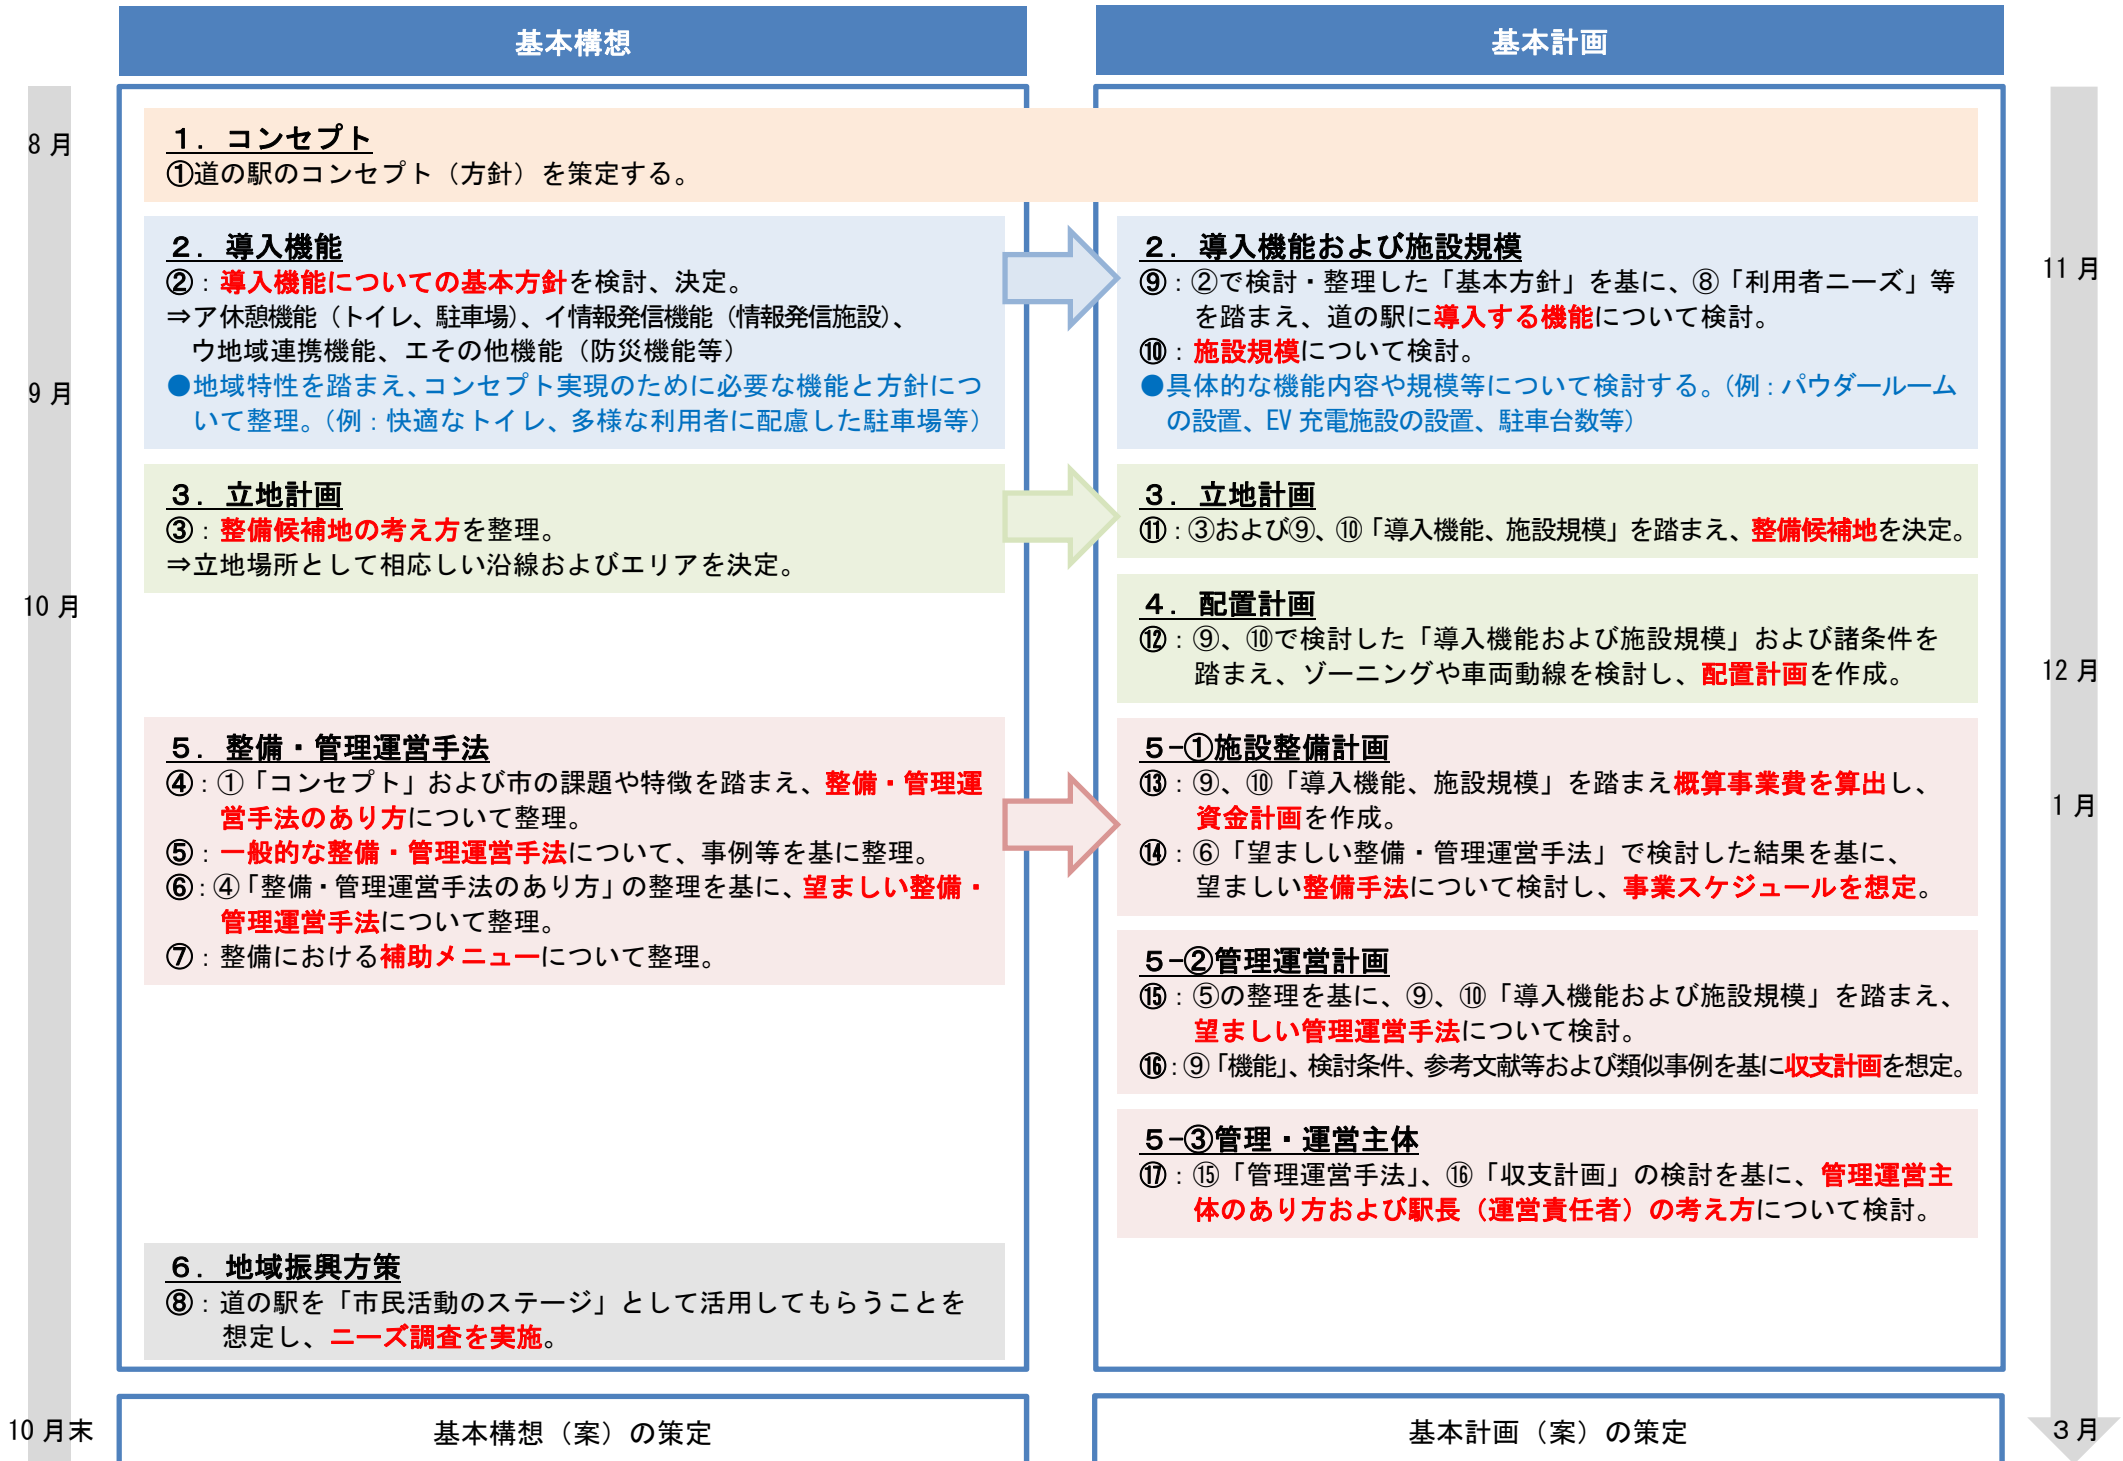 基本構想
8月
9月
10月
10月末
1．コンセプト
①道の駅のコンセプト（方針）を策定する。
2．導入機能
②：導入機能についての基本方針を検討、決定。
⇒ア休憩機能（トイレ、駐車場）、イ情報発信機能（情報発信施設）、
ウ地域連携機能、エその他機能（防災機能等）
●地域特性を踏まえ、コンセプト実現のために必要な機能と方針につ
いて整理。（例：快適なトイレ、多様な利用者に配慮した駐車場等）
3．立地計画
③：整備候補地の考え方を整理。
⇒立地場所として相応しい沿線およびエリアを決定。
5．整備・管理運営手法
④：①「コンセプト」および市の課題や特徴を踏まえ、整備・管理運
営手法のあり方について整理。
⑤：一般的な整備・管理運営手法について、事例等を基に整理。
⑥：④「整備・管理運営手法のあり方」の整理を基に、望ましい整備・
管理運営手法について整理。
⑦：整備における補助メニューについて整理。
6．地域振興方策
⑧：道の駅を「市民活動のステージ」として活用してもらうことを
想定し、ニーズ調査を実施。
基本構想（案）の策定
基本計画
2．導入機能および施設規模
⑨：②で検討・整理した「基本方針」を基に、⑧「利用者ニーズ」等
を踏まえ、道の駅に導入する機能について検討。
⑩：施設規模について検討。
●具体的な機能内容や規模等について検討する。（例：パウダールーム
の設置、EV充電施設の設置、駐車台数等）
3．立地計画
⑪：③および⑨、⑩「導入機能、施設規模」を踏まえ、整備候補地を決定。
4．配置計画
⑫：⑨、⑩で検討した「導入機能および施設規模」および諸条件を
踏まえ、ゾーニングや車両動線を検討し、配置計画を作成。
5-①施設整備計画
⑬：⑨、⑩「導入機能、施設規模」を踏まえ概算事業費を算出し、
資金計画を作成。
⑭：⑥「望ましい整備・管理運営手法」で検討した結果を基に、
望ましい整備手法について検討し、事業スケジュールを想定。
5-②管理運営計画
⑮：⑤の整理を基に、⑨、⑩「導入機能および施設規模」を踏まえ、
望ましい管理運営手法について検討。
⑯：⑨「機能」、検討条件、参考文献等および類似事例を基に収支計画を想定。
5-③管理・運営主体
⑰：⑮「管理運営手法」、⑯「収支計画」の検討を基に、管理運営主
体のあり方および駅長（運営責任者）の考え方について検討。
基本計画（案）の策定
11月
12月
1月
3月